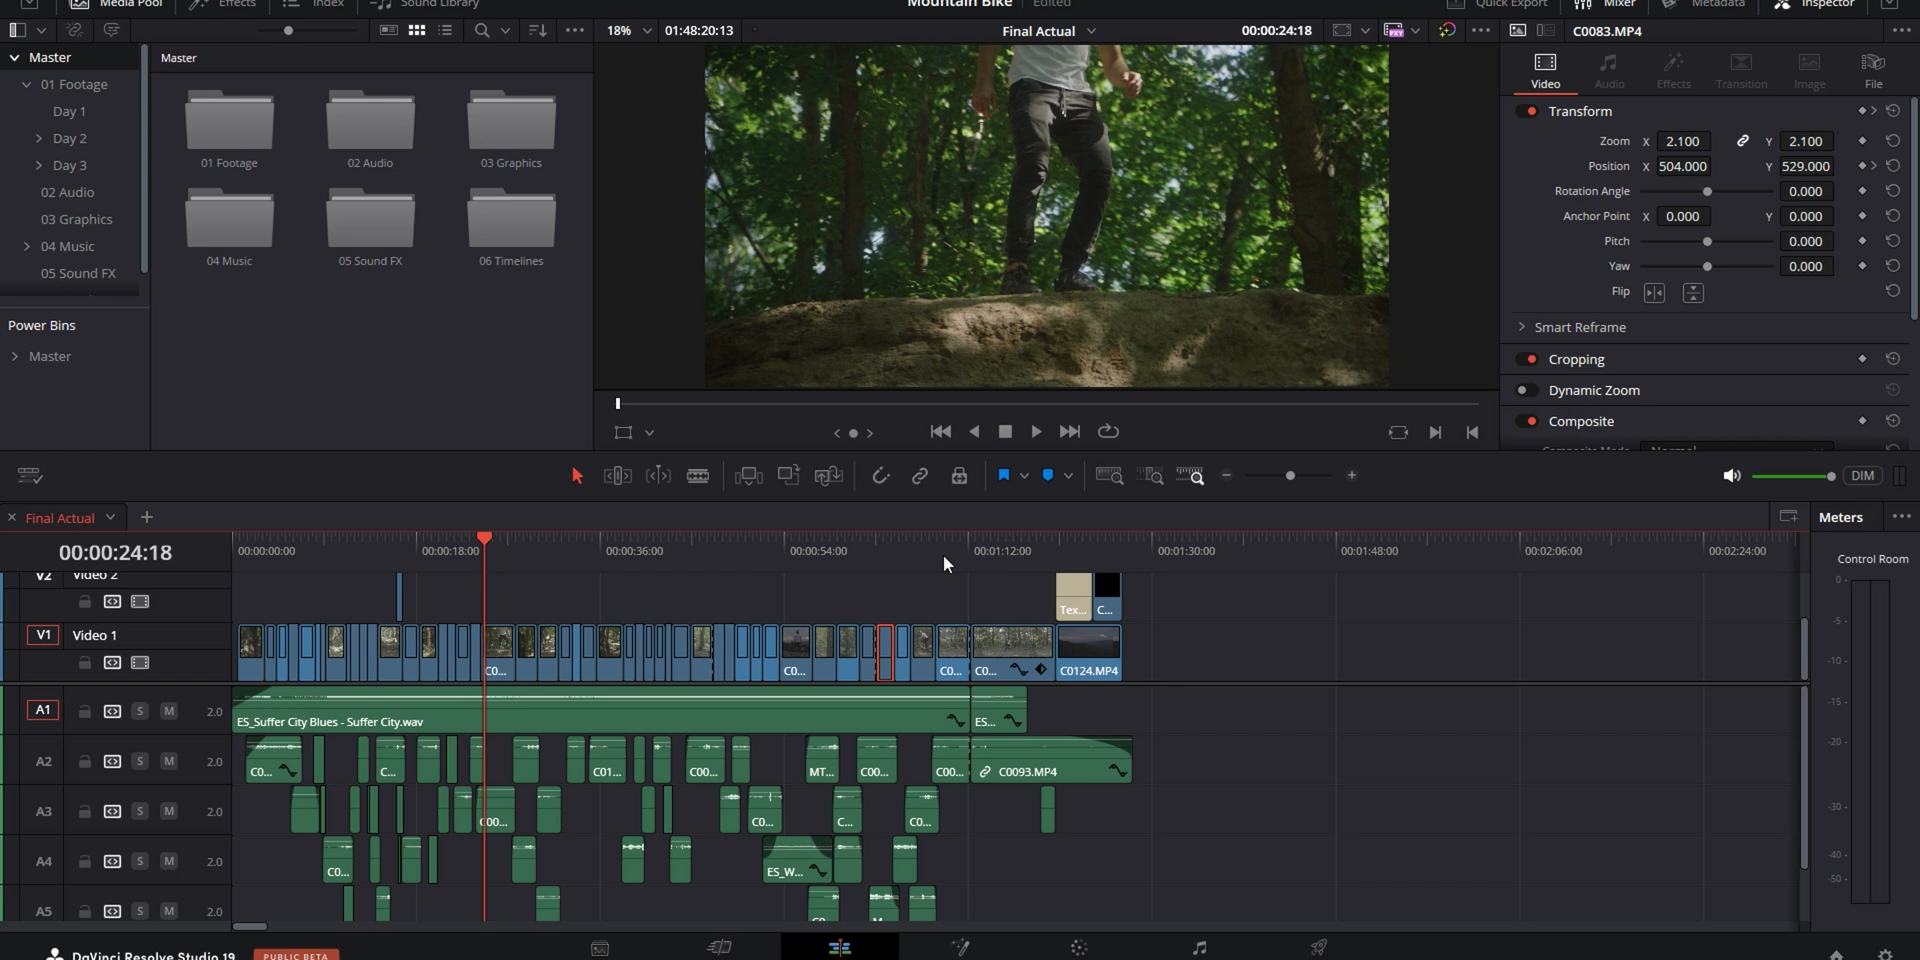 Media Pool
Effects
Index
Sound Library
Mountain Bike
Edited
Quick Export
Mixer
Metadata
Inspector
18%
01:48:20:13
Final Actual
00:00:24:18
PXY
C0083.MP4
Master
01 Footage
Day 1
Day 2
Day 3
02 Audio
03 Graphics
04 Music
05 Sound FX
Power Bins
Master
Master
01 Footage
02 Audio
03 Graphics
04 Music
05 Sound FX
06 Timelines
Video
Audio
Effects
Transition
Image
File
Transform
Zoom X 2.100 Y 2.100
Position X 504.000 Y 529.000
Rotation Angle 0.000
Anchor Point X 0.000 Y 0.000
Pitch 0.000
Yaw 0.000
Flip
Smart Reframe
Cropping
Dynamic Zoom
Composite
Composite Mode Normal
DIM
Final Actual
Meters
00:00:24:18
00:00:00:00
00:00:18:00
00:00:36:00
00:00:54:00
00:01:12:00
00:01:30:00
00:01:48:00
00:02:06:00
00:02:24:00
Control Room
V2 Video 2
Tex...
C...
V1 Video 1
C0...
C0...
C0...
C0...
C0124.MP4
A1 S M 2.0
ES_Suffer City Blues - Suffer City.wav
ES...
A2 S M 2.0
C0...
C...
C01...
C00...
MT...
C00...
C00...
C0093.MP4
A3 S M 2.0
C00...
C0...
C...
C0...
A4 S M 2.0
C0...
ES_W...
A5 S M 2.0
0
-5
-10
-15
-20
-30
-40
-50
DaVinci Resolve Studio 19
PUBLIC BETA